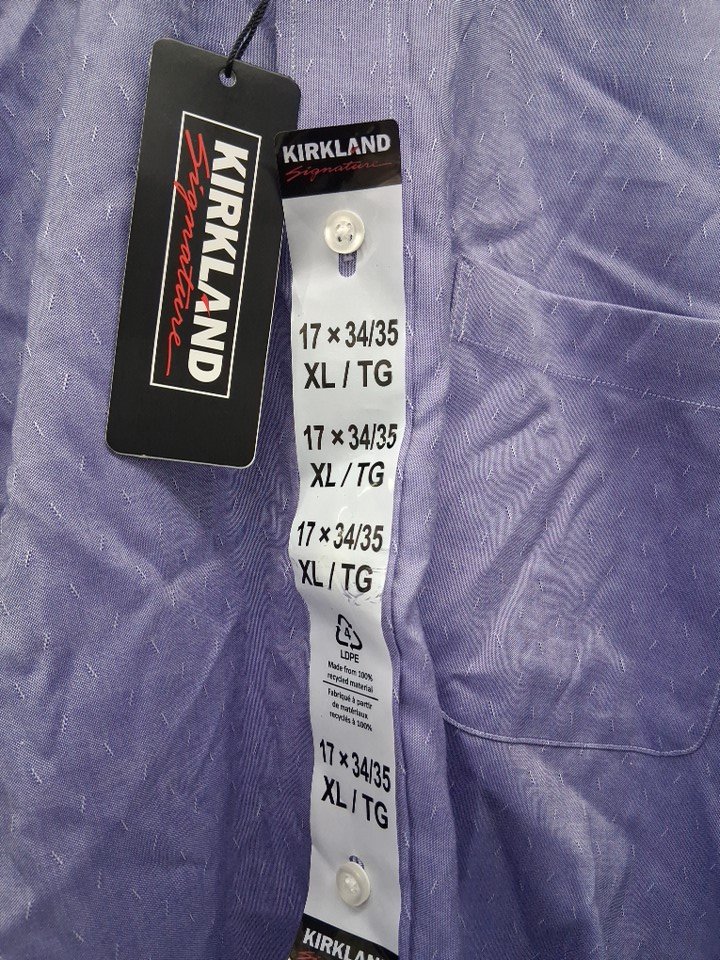 KIRKLAND
Signature
KIRKLAND
Signature
17 × 34/35
XL / TG
17 × 34/35
XL / TG
17 × 34/35
XL / TG
4
LDPE
Made from 100%
recycled material
Fabriqué à partir
de matériaux
recyclés à 100%
17 × 34/35
XL / TG
KIRKLAND